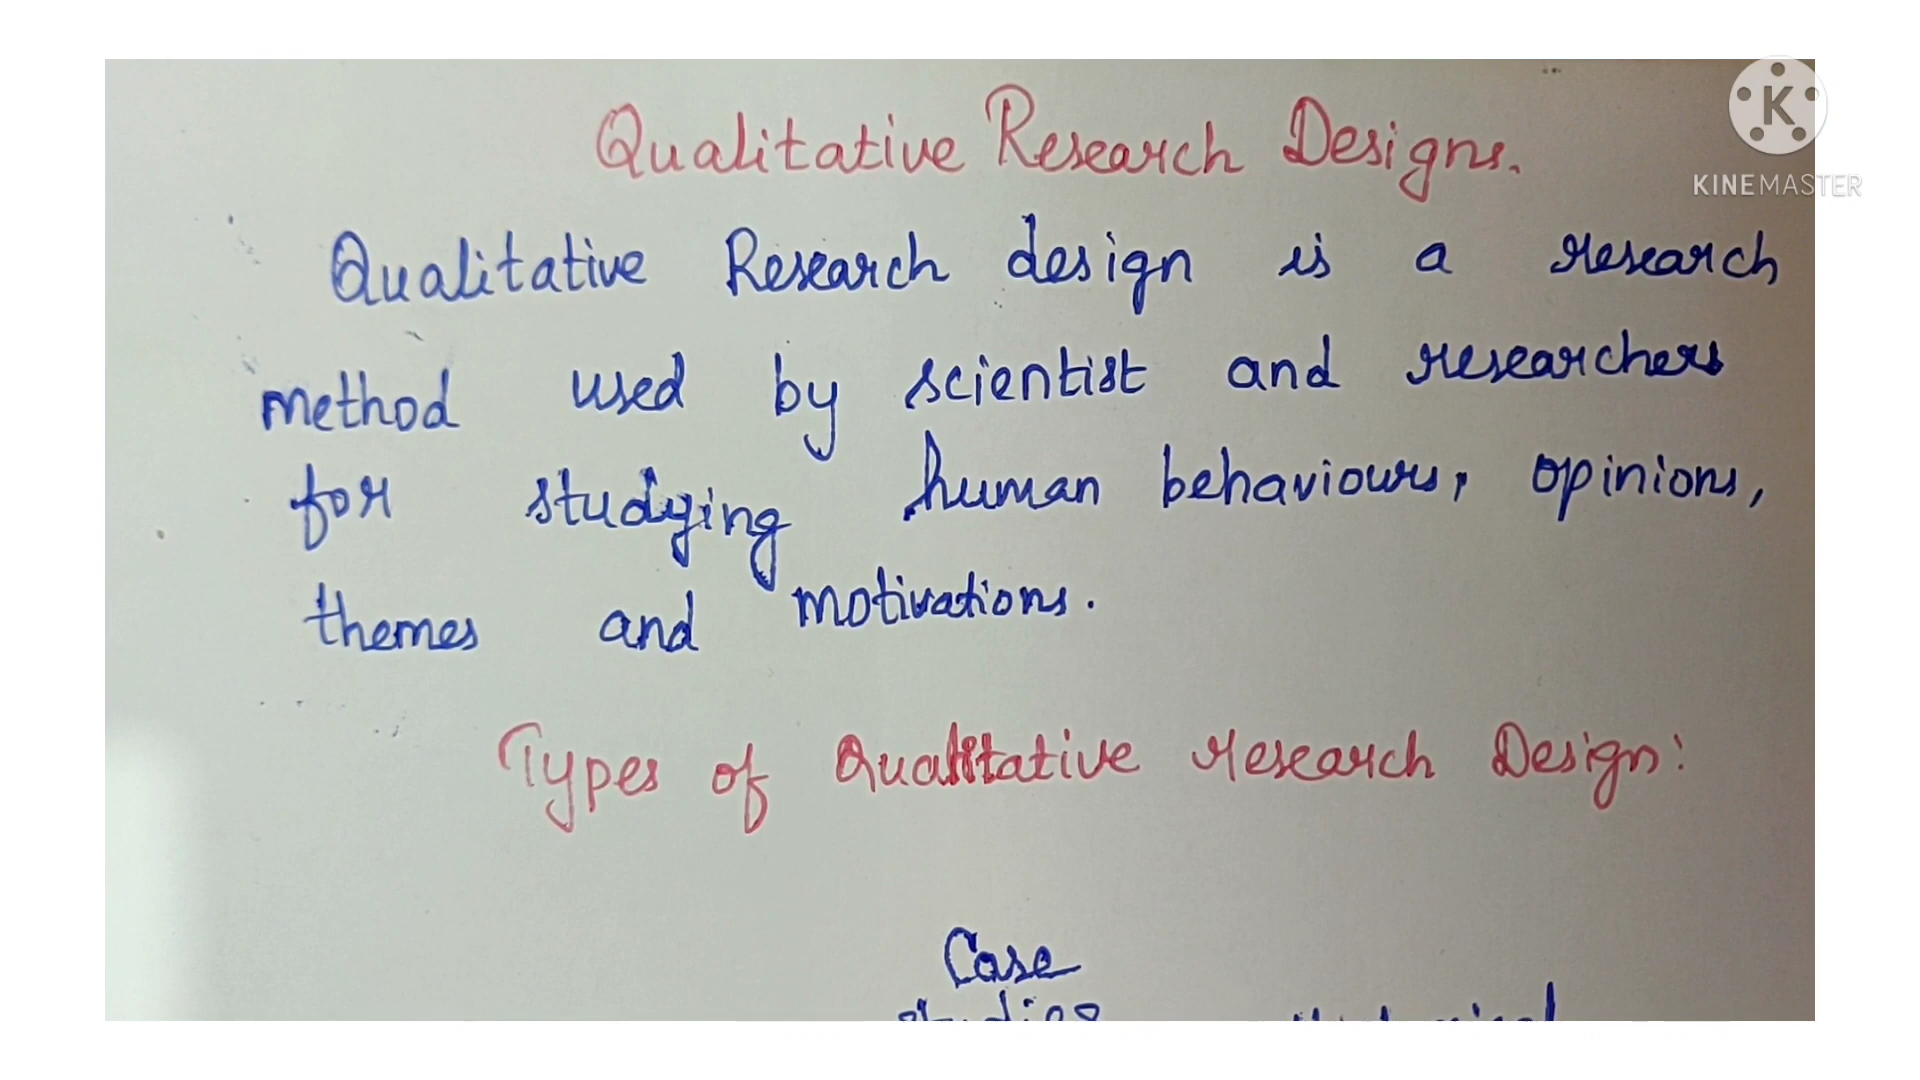 Qualitative Research Designs.
K
KINEMASTER
Qualitative Research design is a research
method used by scientist and researchers
for studying human behaviours, opinions,
themes and motivations.
Types of Qualitative research Design:
Case
studies